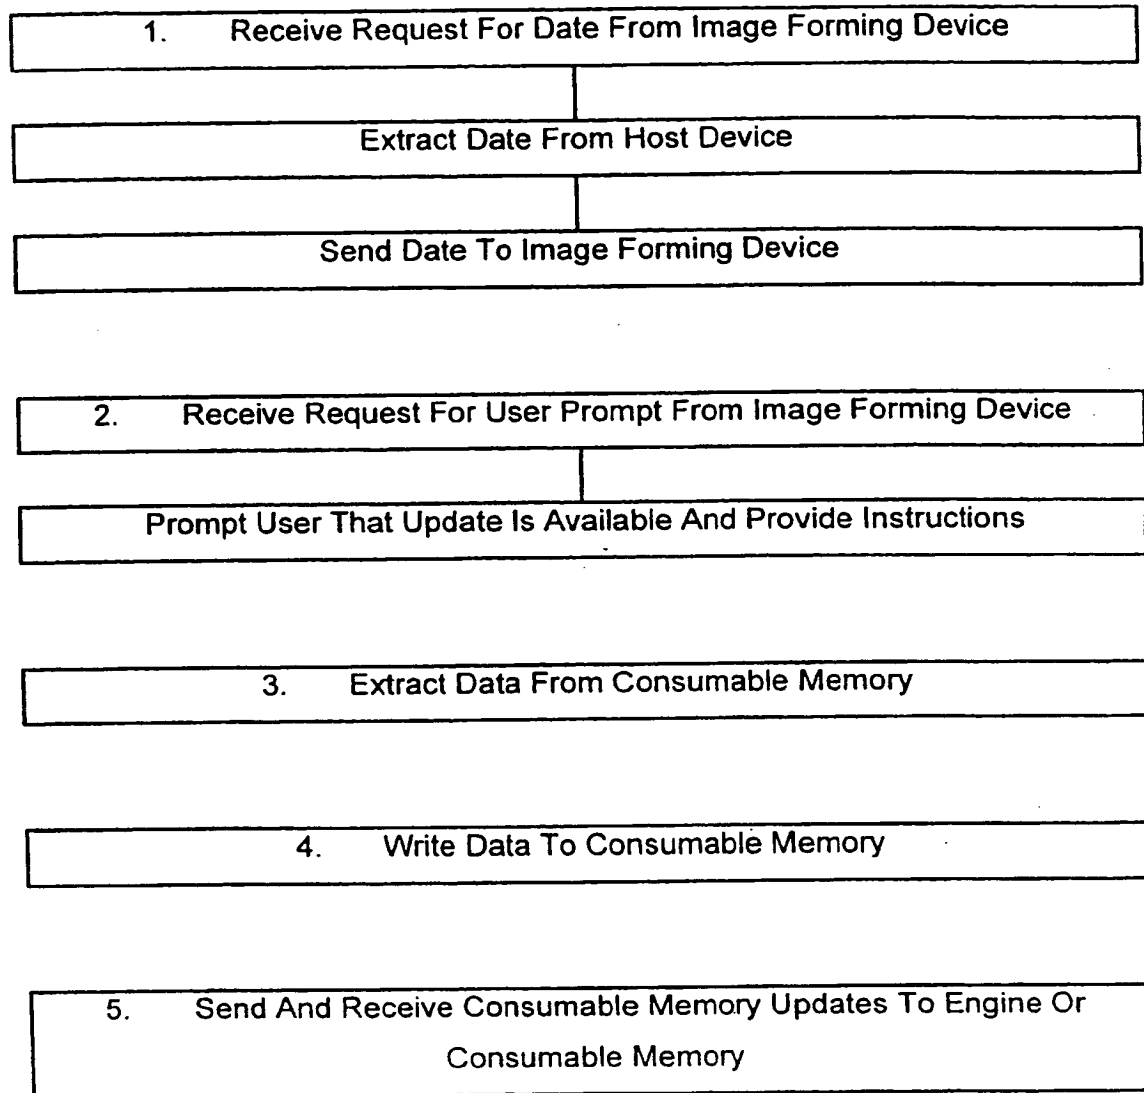 1. Receive Request For Date From Image Forming Device
Extract Date From Host Device
Send Date To Image Forming Device
2. Receive Request For User Prompt From Image Forming Device
Prompt User That Update Is Available And Provide Instructions
3. Extract Data From Consumable Memory
4. Write Data To Consumable Memory
5. Send And Receive Consumable Memory Updates To Engine Or
Consumable Memory